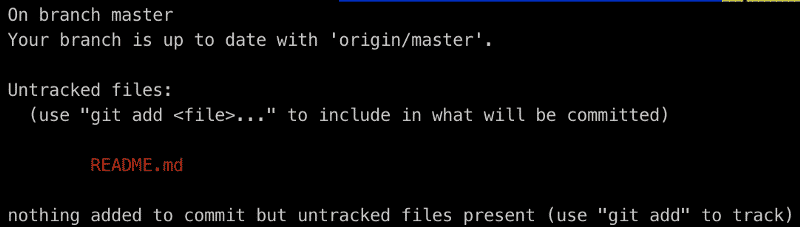 On branch master
Your branch is up to date with 'origin/master'.
Untracked files:
(use "git add <file>..." to include in what will be committed)
README.md
nothing added to commit but untracked files present (use "git add" to track)